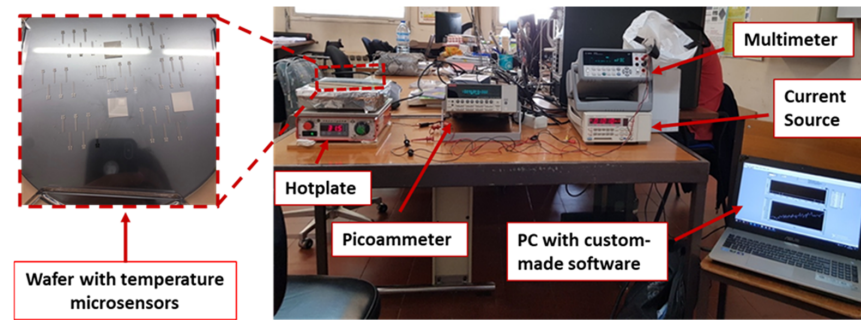 Multimeter
Current
Source
Hotplate
Picoammeter
PC with custom-
made software
Wafer with temperature
microsensors